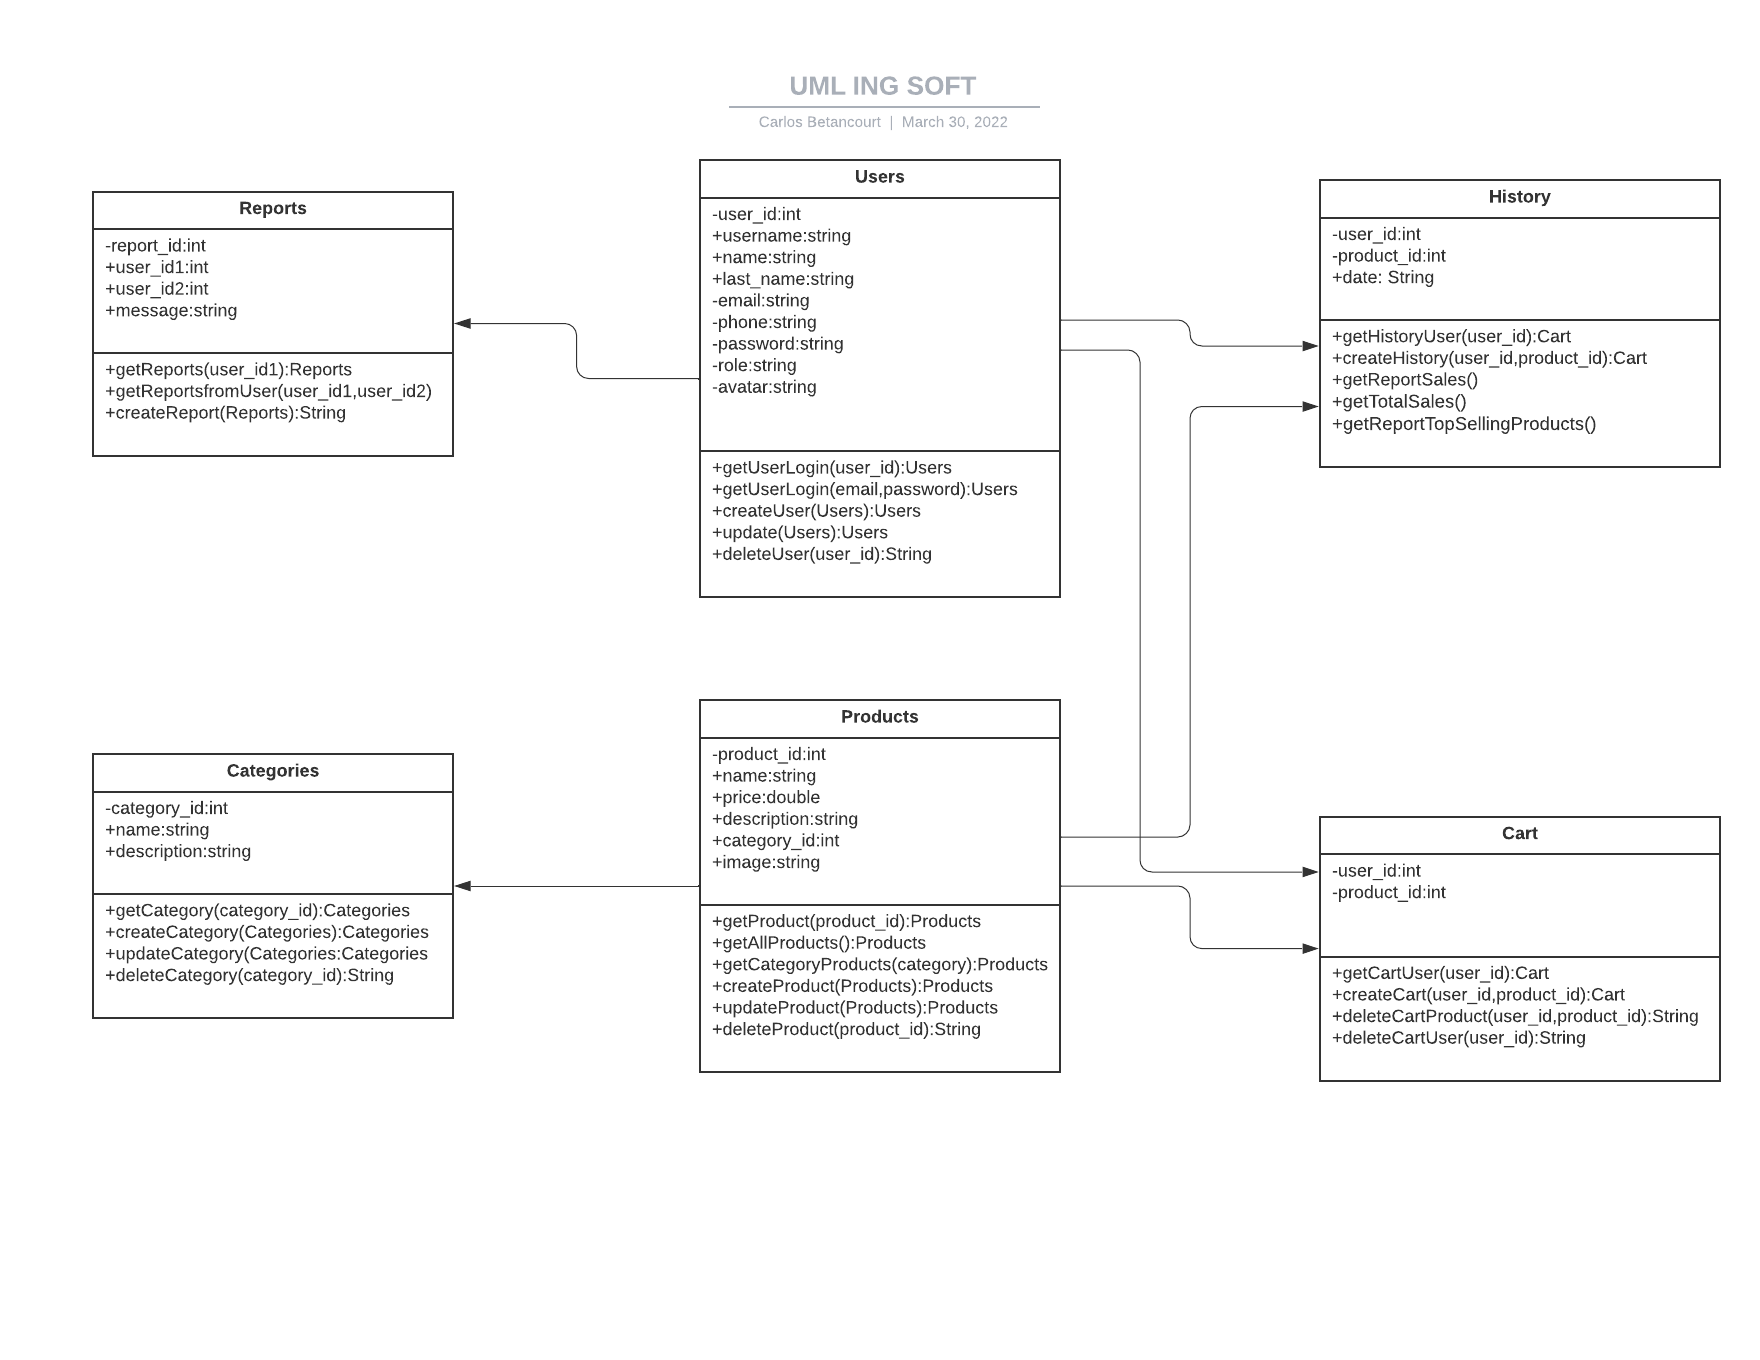 UML ING SOFT
Carlos Betancourt | March 30, 2022
Reports
-report_id:int
+user_id1:int
+user_id2:int
+message:string
+getReports(user_id1):Reports
+getReportsfromUser(user_id1,user_id2)
+createReport(Reports):String
Users
-user_id:int
+username:string
+name:string
+last_name:string
-email:string
-phone:string
-password:string
-role:string
-avatar:string
+getUserLogin(user_id):Users
+getUserLogin(email,password):Users
+createUser(Users):Users
+update(Users):Users
+deleteUser(user_id):String
History
-user_id:int
-product_id:int
+date: String
+getHistoryUser(user_id):Cart
+createHistory(user_id,product_id):Cart
+getReportSales()
+getTotalSales()
+getReportTopSellingProducts()
Categories
-category_id:int
+name:string
+description:string
+getCategory(category_id):Categories
+createCategory(Categories):Categories
+updateCategory(Categories:Categories
+deleteCategory(category_id):String
Products
-product_id:int
+name:string
+price:double
+description:string
+category_id:int
+image:string
+getProduct(product_id):Products
+getAllProducts():Products
+getCategoryProducts(category):Products
+createProduct(Products):Products
+updateProduct(Products):Products
+deleteProduct(product_id):String
Cart
-user_id:int
-product_id:int
+getCartUser(user_id):Cart
+createCart(user_id,product_id):Cart
+deleteCartProduct(user_id,product_id):String
+deleteCartUser(user_id):String